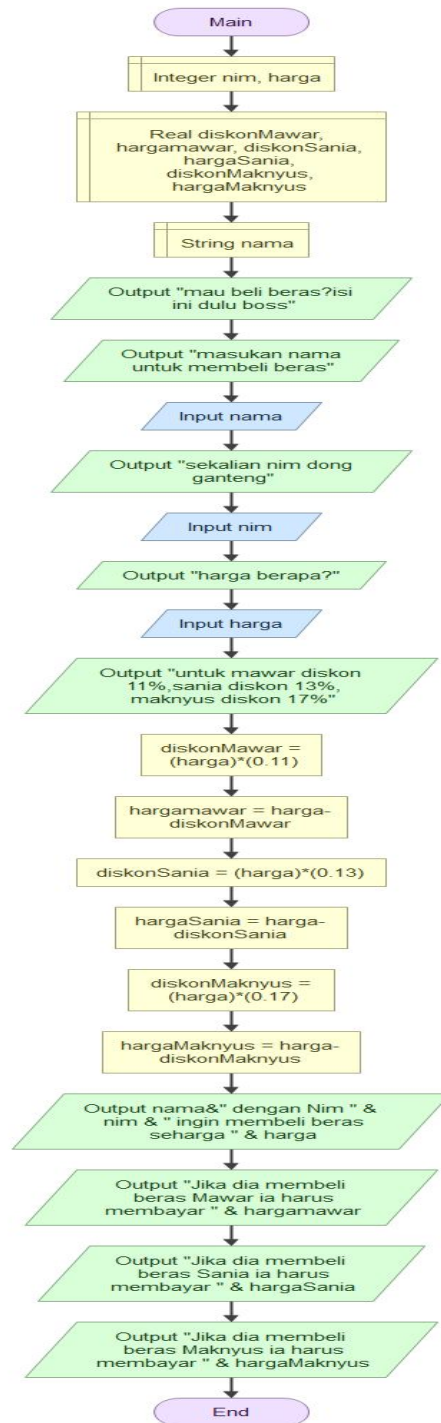 Main
Integer nim, harga
Real diskonMawar,
hargamawar, diskonSania,
hargaSania,
diskonMaknyus,
hargaMaknyus
String nama
Output "mau beli beras?isi
ini dulu boss"
Output "masukan nama
untuk membeli beras"
Input nama
Output "sekalian nim dong
ganteng"
Input nim
Output "harga berapa?"
Input harga
Output "untuk mawar diskon
11%,sania diskon 13%,
maknyus diskon 17%"
diskonMawar =
(harga)*(0.11)
hargamawar = harga-
diskonMawar
diskonSania = (harga)*(0.13)
hargaSania = harga-
diskonSania
diskonMaknyus =
(harga)*(0.17)
hargaMaknyus = harga-
diskonMaknyus
Output nama&" dengan Nim " &
nim & " ingin membeli beras
seharga " & harga
Output "Jika dia membeli
beras Mawar ia harus
membayar " & hargamawar
Output "Jika dia membeli
beras Sania ia harus
membayar " & hargaSania
Output "Jika dia membeli
beras Maknyus ia harus
membayar " & hargaMaknyus
End